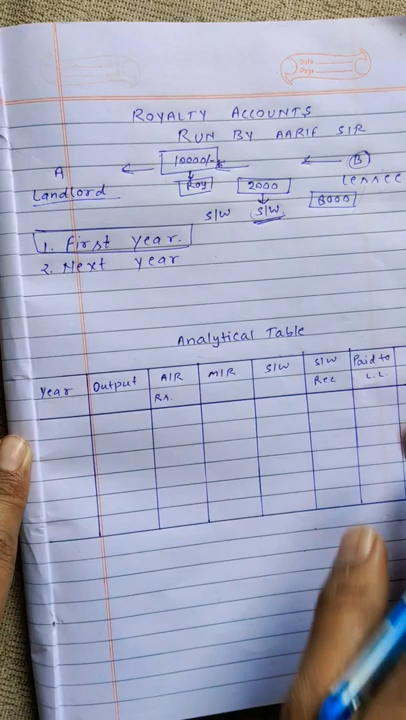 Date
Page
ROYALTY ACCOUNTS
RUN BY AARIF SIR
A 10000/- B
Landlord Roy 2000 Lessee
S/W S/W 8000
1. First year.
2. Next year
Analytical Table
Year Output A/R Rs. M/R S/W S/W Rec Paid to L.L.